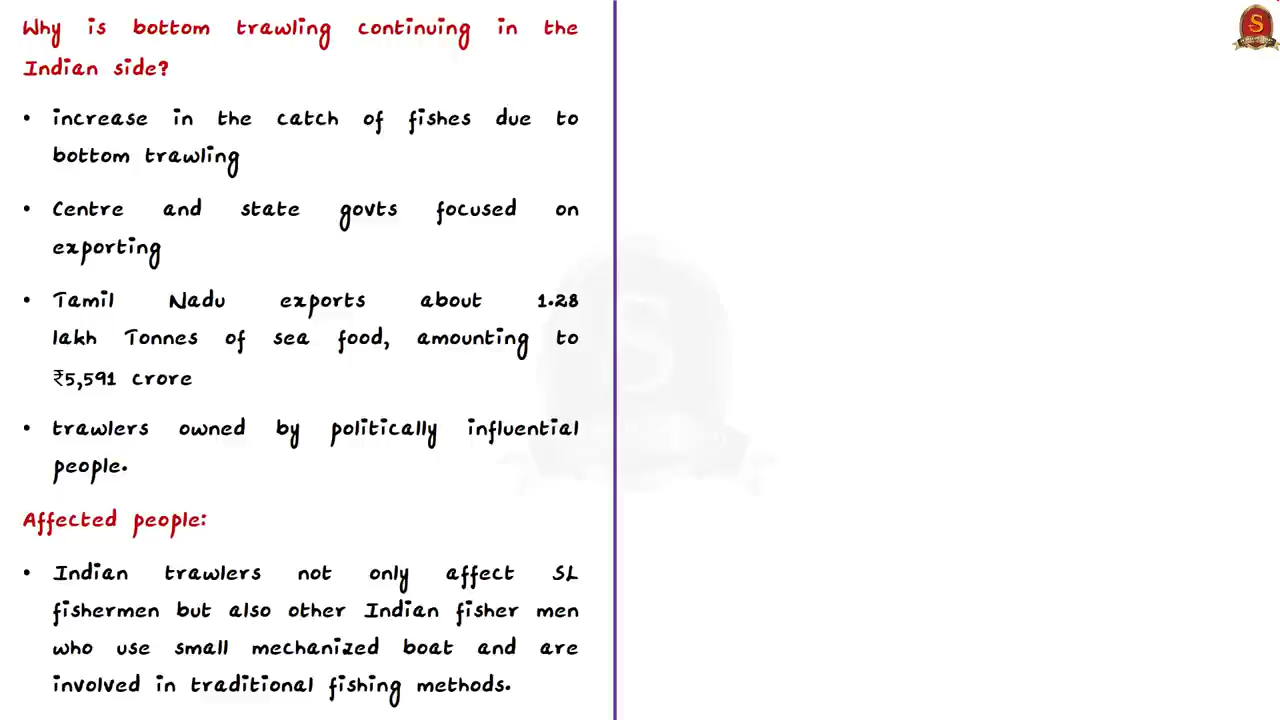 Why is bottom trawling continuing in the
Indian side?
• increase in the catch of fishes due to
bottom trawling
• Centre and state govts focused on
exporting
• Tamil Nadu exports about 1.28
lakh Tonnes of sea food, amounting to
₹5,591 crore
• trawlers owned by politically influential
people.
Affected people:
• Indian trawlers not only affect SL
fishermen but also other Indian fisher men
who use small mechanized boat and are
involved in traditional fishing methods.
S
S